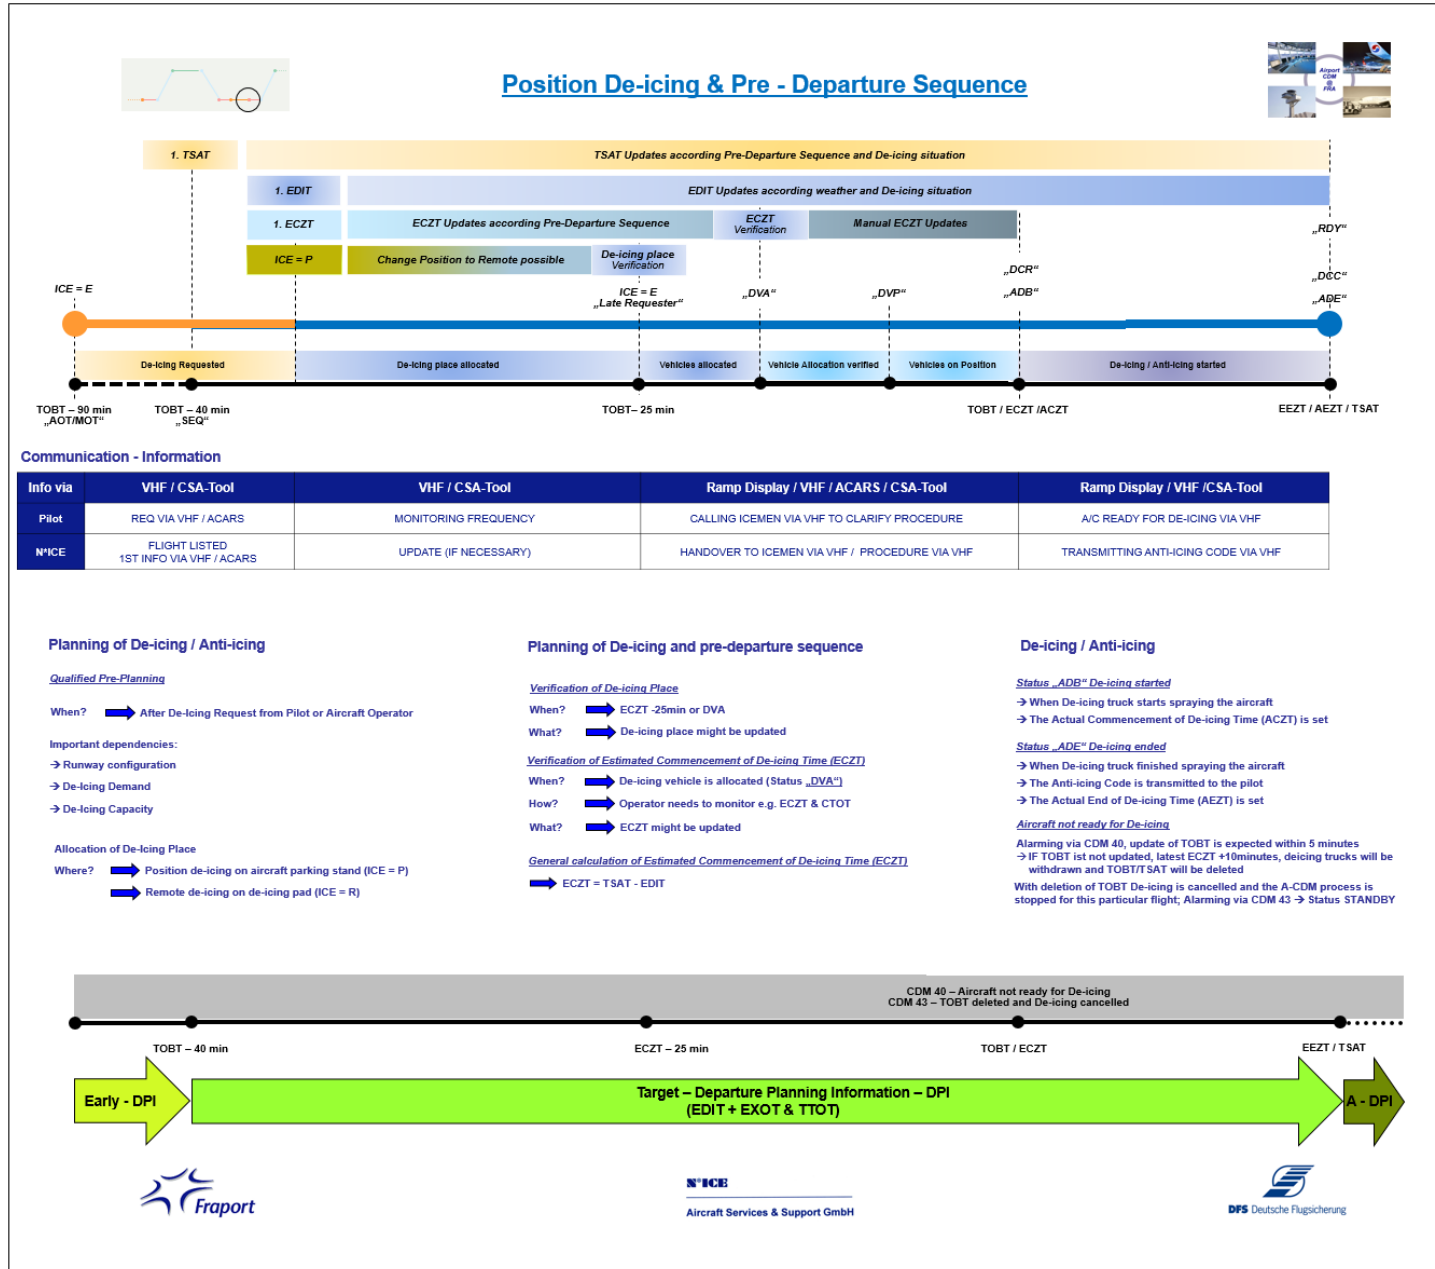 Position De-icing & Pre - Departure Sequence
Airport
CDM
@
FRA
1. TSAT
TSAT Updates according Pre-Departure Sequence and De-icing situation
1. EDIT
EDIT Updates according weather and De-icing situation
1. ECZT
ECZT Updates according Pre-Departure Sequence
ECZT
Verification
Manual ECZT Updates
„RDY“
ICE = P
Change Position to Remote possible
De-icing place
Verification
„DCR“
„DCC“
ICE = E
ICE = E
„Late Requester“
„DVA“
„DVP“
„ADB“
„ADE“
De-Icing Requested
De-Icing place allocated
Vehicles allocated
Vehicle Allocation verified
Vehicles on Position
De-Icing / Anti-icing started
TOBT – 90 min
„AOT/MOT“
TOBT – 40 min
„SEQ“
TOBT– 25 min
TOBT / ECZT /ACZT
EEZT / AEZT / TSAT
Communication - Information
Info via
VHF / CSA-Tool
VHF / CSA-Tool
Ramp Display / VHF / ACARS / CSA-Tool
Ramp Display / VHF /CSA-Tool
Pilot
REQ VIA VHF / ACARS
MONITORING FREQUENCY
CALLING ICEMEN VIA VHF TO CLARIFY PROCEDURE
A/C READY FOR DE-ICING VIA VHF
N*ICE
FLIGHT LISTED
1ST INFO VIA VHF / ACARS
UPDATE (IF NECESSARY)
HANDOVER TO ICEMEN VIA VHF / PROCEDURE VIA VHF
TRANSMITTING ANTI-ICING CODE VIA VHF
Planning of De-icing / Anti-icing
Qualified Pre-Planning
When? After De-Icing Request from Pilot or Aircraft Operator
Important dependencies:
→ Runway configuration
→ De-Icing Demand
→ De-Icing Capacity
Allocation of De-Icing Place
Where? Position de-icing on aircraft parking stand (ICE = P)
Remote de-icing on de-icing pad (ICE = R)
Planning of De-icing and pre-departure sequence
Verification of De-icing Place
When? ECZT -25min or DVA
What? De-icing place might be updated
Verification of Estimated Commencement of De-icing Time (ECZT)
When? De-icing vehicle is allocated (Status „DVA“)
How? Operator needs to monitor e.g. ECZT & CTOT
What? ECZT might be updated
General calculation of Estimated Commencement of De-icing Time (ECZT)
ECZT = TSAT - EDIT
De-icing / Anti-icing
Status „ADB“ De-icing started
→ When De-icing truck starts spraying the aircraft
→ The Actual Commencement of De-icing Time (ACZT) is set
Status „ADE“ De-icing ended
→ When De-icing truck finished spraying the aircraft
→ The Anti-icing Code is transmitted to the pilot
→ The Actual End of De-icing Time (AEZT) is set
Aircraft not ready for De-icing
Alarming via CDM 40, update of TOBT is expected within 5 minutes
→ IF TOBT ist not updated, latest ECZT +10minutes, deicing trucks will be
withdrawn and TOBT/TSAT will be deleted
With deletion of TOBT De-icing is cancelled and the A-CDM process is
stopped for this particular flight; Alarming via CDM 43 → Status STANDBY
CDM 40 – Aircraft not ready for De-icing
CDM 43 – TOBT deleted and De-icing cancelled
TOBT – 40 min
ECZT – 25 min
TOBT / ECZT
EEZT / TSAT
Early - DPI
Target – Departure Planning Information – DPI
(EDIT + EXOT & TTOT)
A - DPI
Fraport
N*ICE
Aircraft Services & Support GmbH
DFS Deutsche Flugsicherung